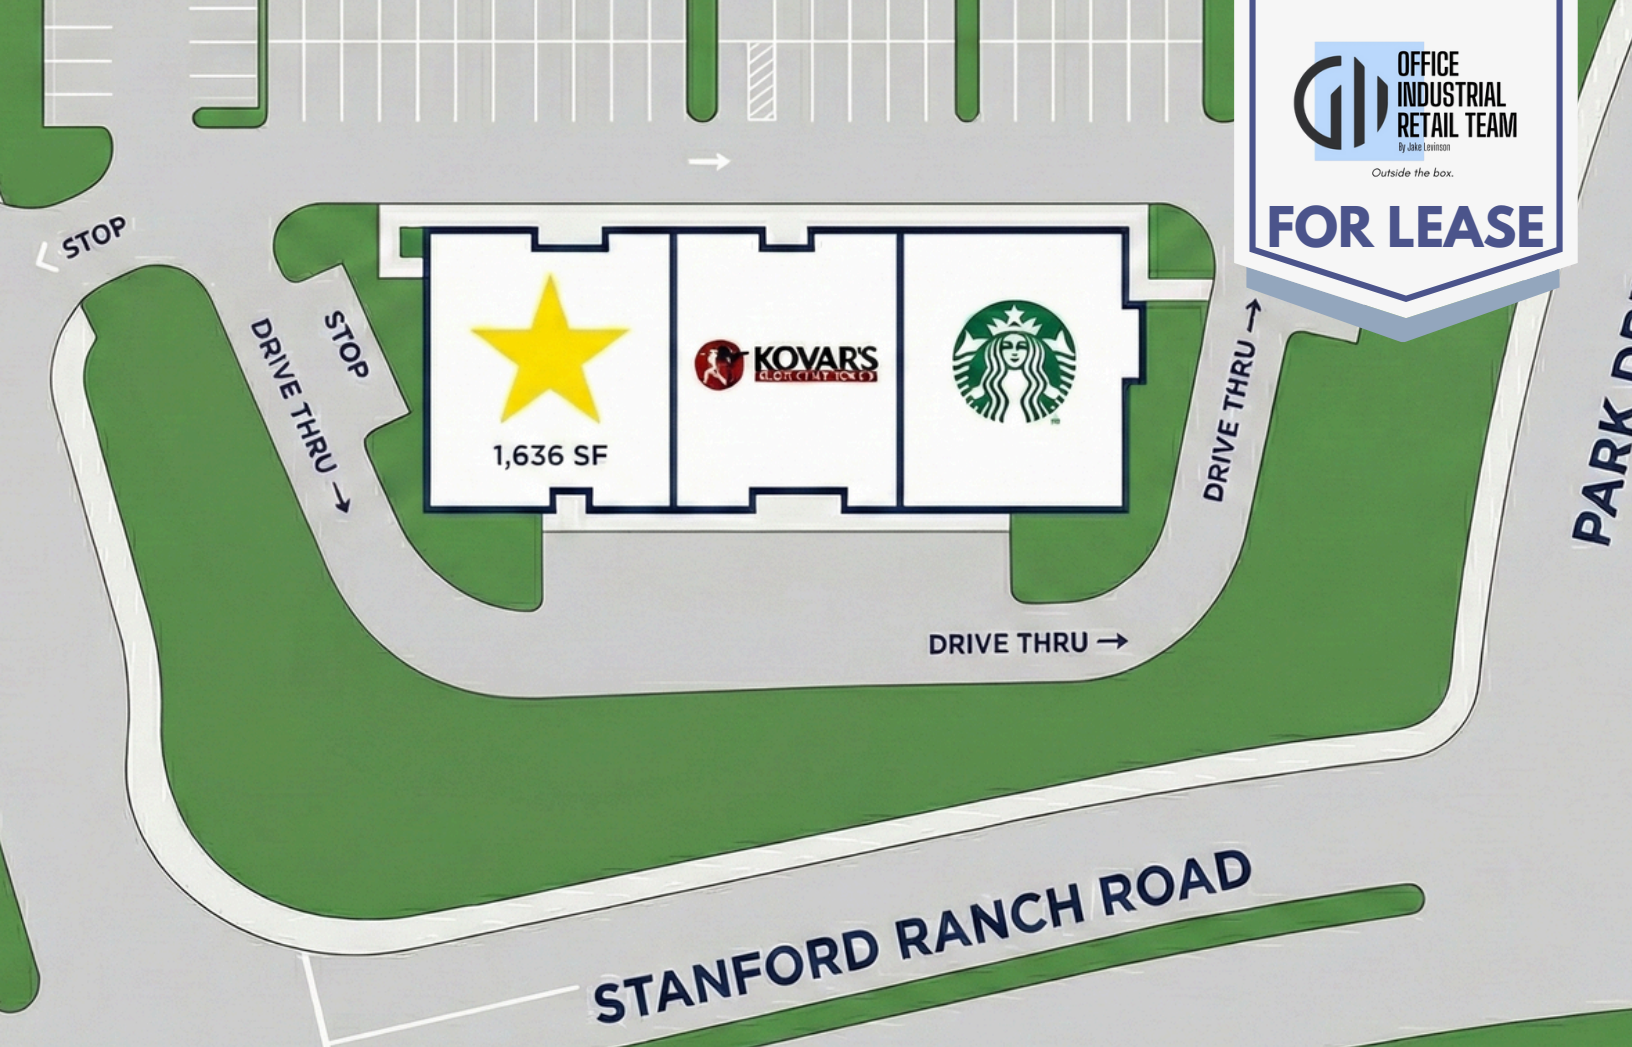 OFFICE
INDUSTRIAL
RETAIL TEAM
By Jake Levinson
Outside the box.
FOR LEASE
STOP
STOP
DRIVE THRU
1,636 SF
KOVAR'S
DRIVE THRU
PARK
DRIVE THRU
STANFORD RANCH ROAD